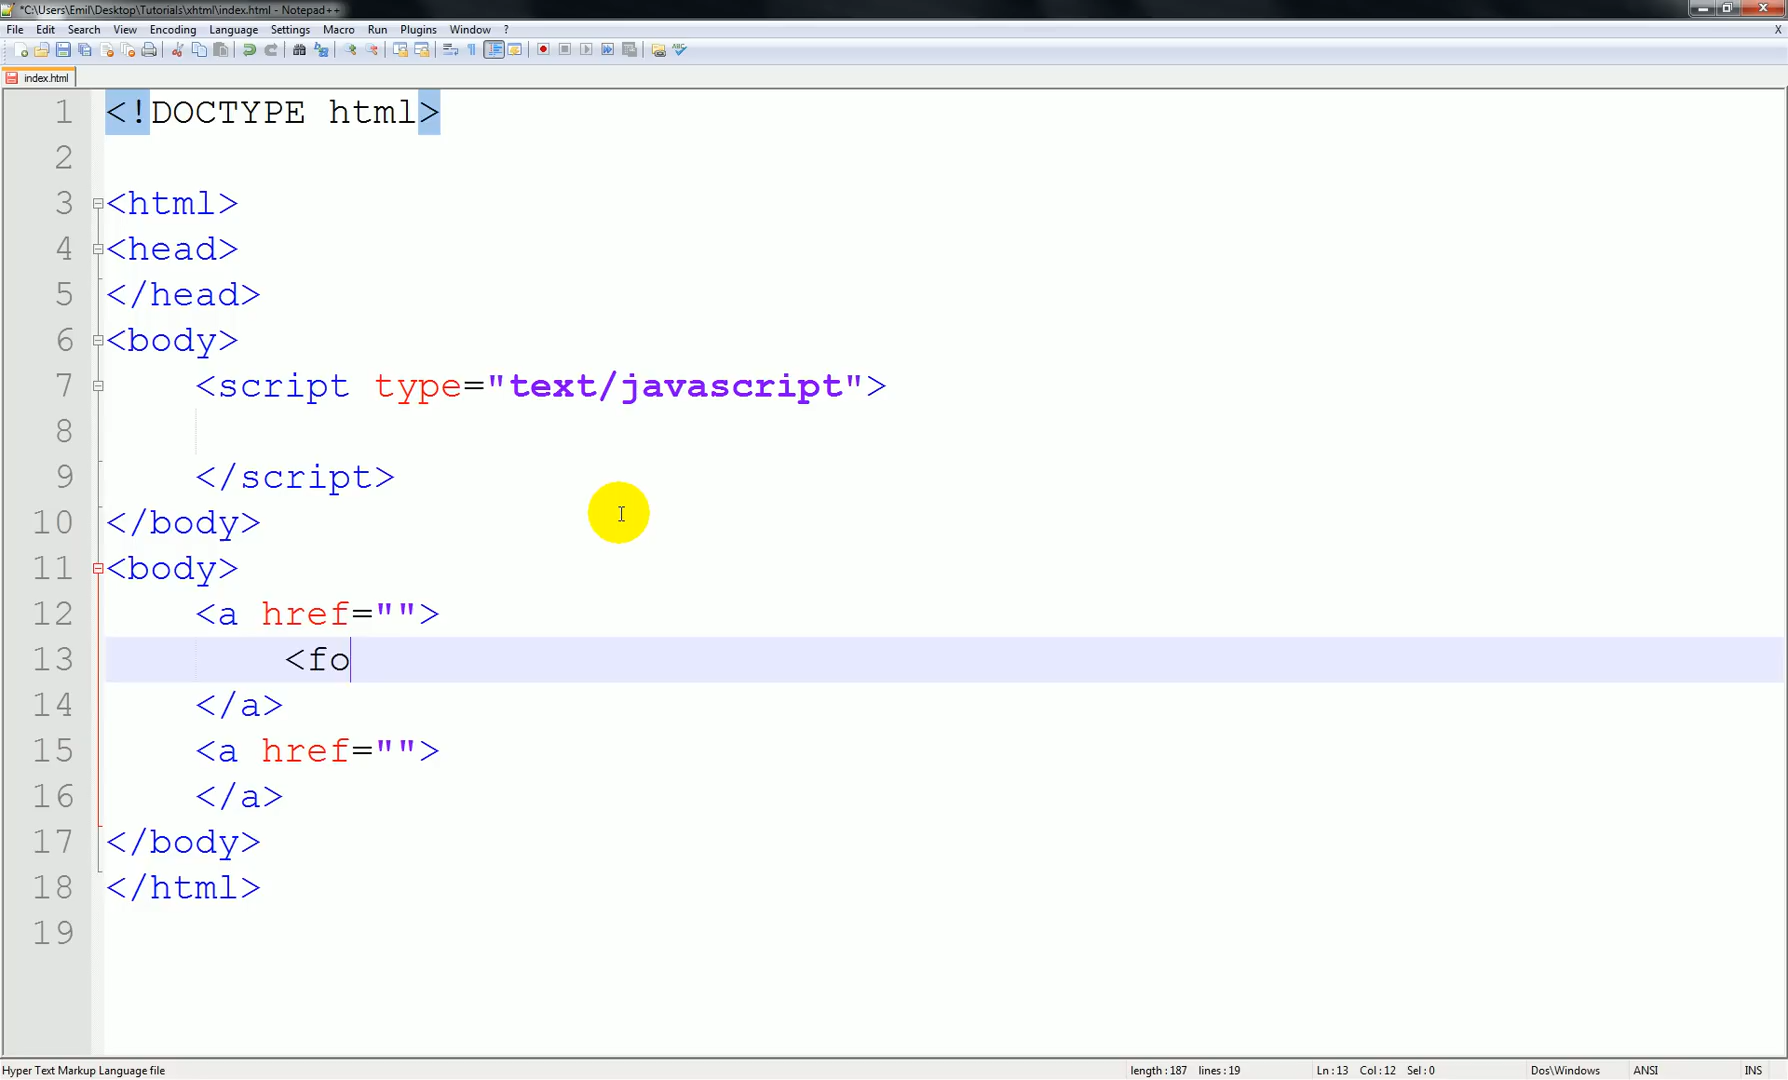 *C:\Users\Emil\Desktop\Tutorials\xhtml\index.html - Notepad++
File Edit Search View Encoding Language Settings Macro Run Plugins Window ? X
index.html
1 <!DOCTYPE html>
2
3 <html>
4 <head>
5 </head>
6 <body>
7 <script type="text/javascript">
8
9 </script>
10 </body>
11 <body>
12 <a href="">
13 <fo
14 </a>
15 <a href="">
16 </a>
17 </body>
18 </html>
19
Hyper Text Markup Language file length : 187 lines : 19 Ln : 13 Col : 12 Sel : 0 Dos\Windows ANSI INS